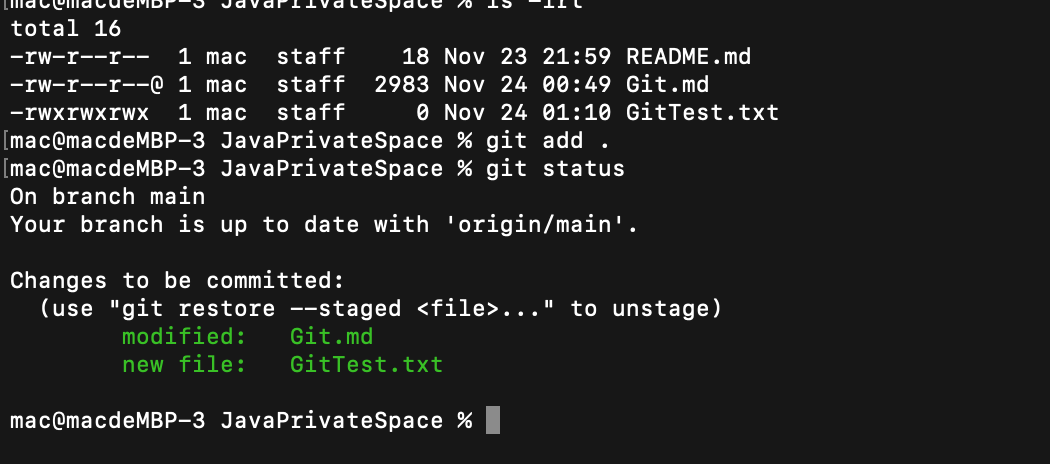 mac@macdeMBP-3 JavaPrivateSpace % ls -lrt
total 16
-rw-r--r--  1 mac  staff    18 Nov 23 21:59 README.md
-rw-r--r--@ 1 mac  staff  2983 Nov 24 00:49 Git.md
-rwxrwxrwx  1 mac  staff     0 Nov 24 01:10 GitTest.txt
[mac@macdeMBP-3 JavaPrivateSpace % git add .
[mac@macdeMBP-3 JavaPrivateSpace % git status
On branch main
Your branch is up to date with 'origin/main'.
Changes to be committed:
  (use "git restore --staged <file>..." to unstage)
        modified:   Git.md
        new file:   GitTest.txt
mac@macdeMBP-3 JavaPrivateSpace %